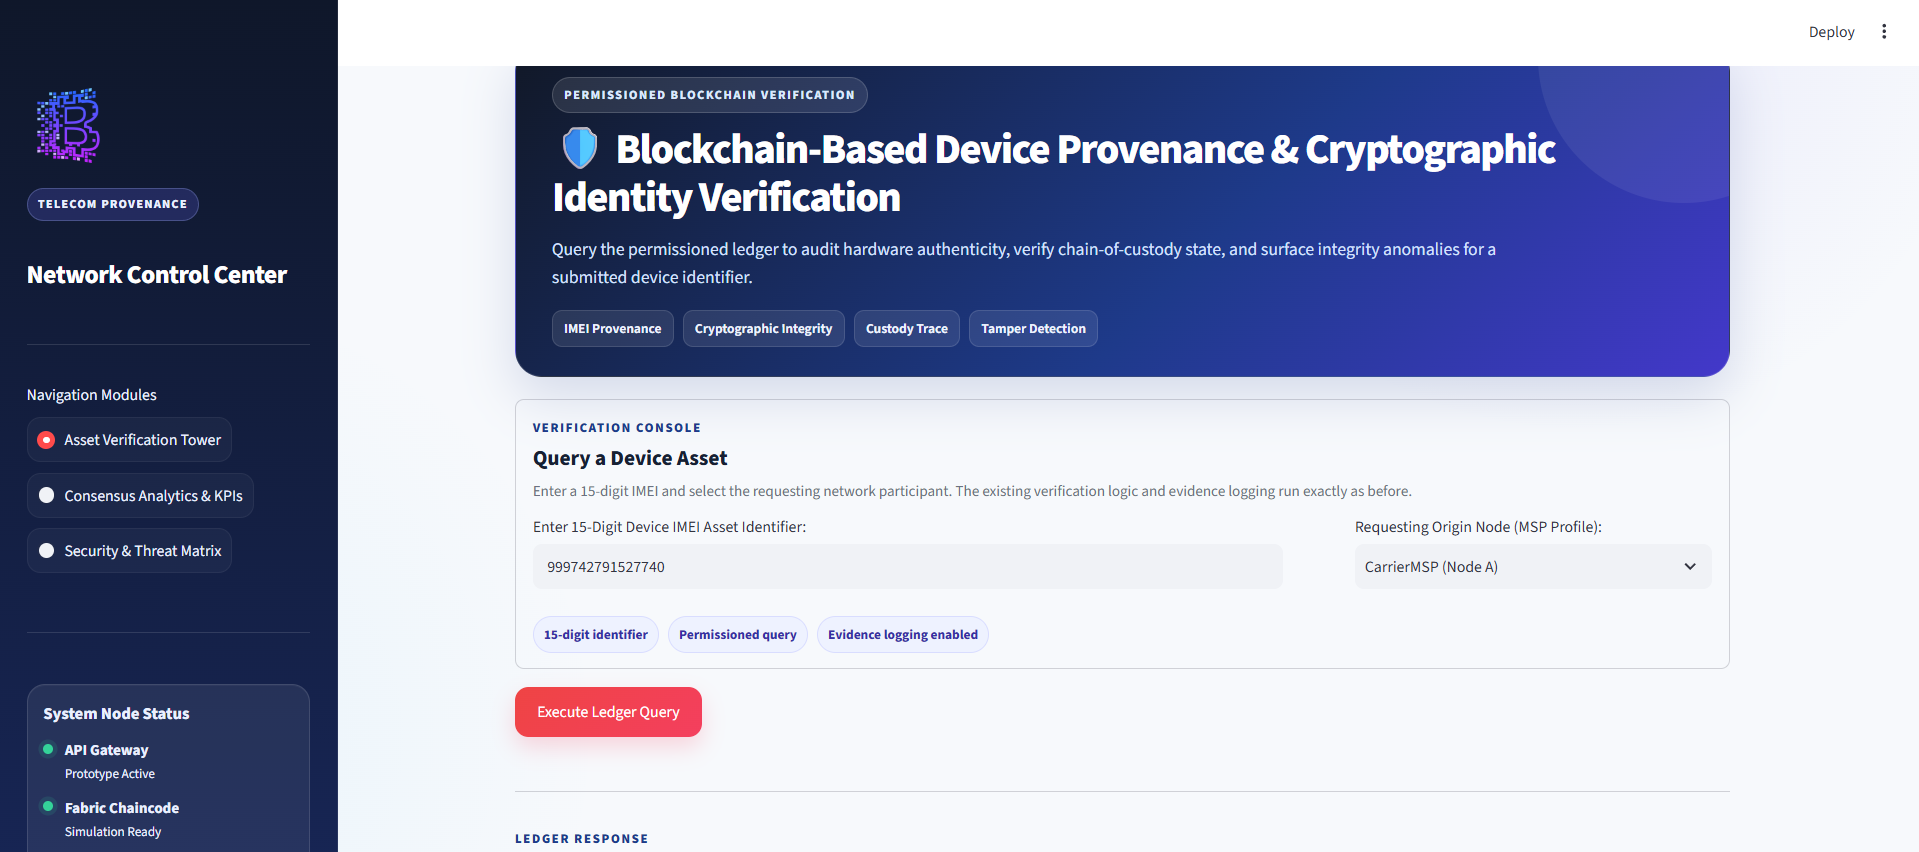 Deploy
TELECOM PROVENANCE
Network Control Center
Navigation Modules
Asset Verification Tower
Consensus Analytics & KPIs
Security & Threat Matrix
System Node Status
API Gateway
Prototype Active
Fabric Chaincode
Simulation Ready
PERMISSIONED BLOCKCHAIN VERIFICATION
Blockchain-Based Device Provenance & Cryptographic
Identity Verification
Query the permissioned ledger to audit hardware authenticity, verify chain-of-custody state, and surface integrity anomalies for a
submitted device identifier.
IMEI Provenance Cryptographic Integrity Custody Trace Tamper Detection
VERIFICATION CONSOLE
Query a Device Asset
Enter a 15-digit IMEI and select the requesting network participant. The existing verification logic and evidence logging run exactly as before.
Enter 15-Digit Device IMEI Asset Identifier:
999742791527740
Requesting Origin Node (MSP Profile):
CarrierMSP (Node A)
15-digit identifier Permissioned query Evidence logging enabled
Execute Ledger Query
LEDGER RESPONSE